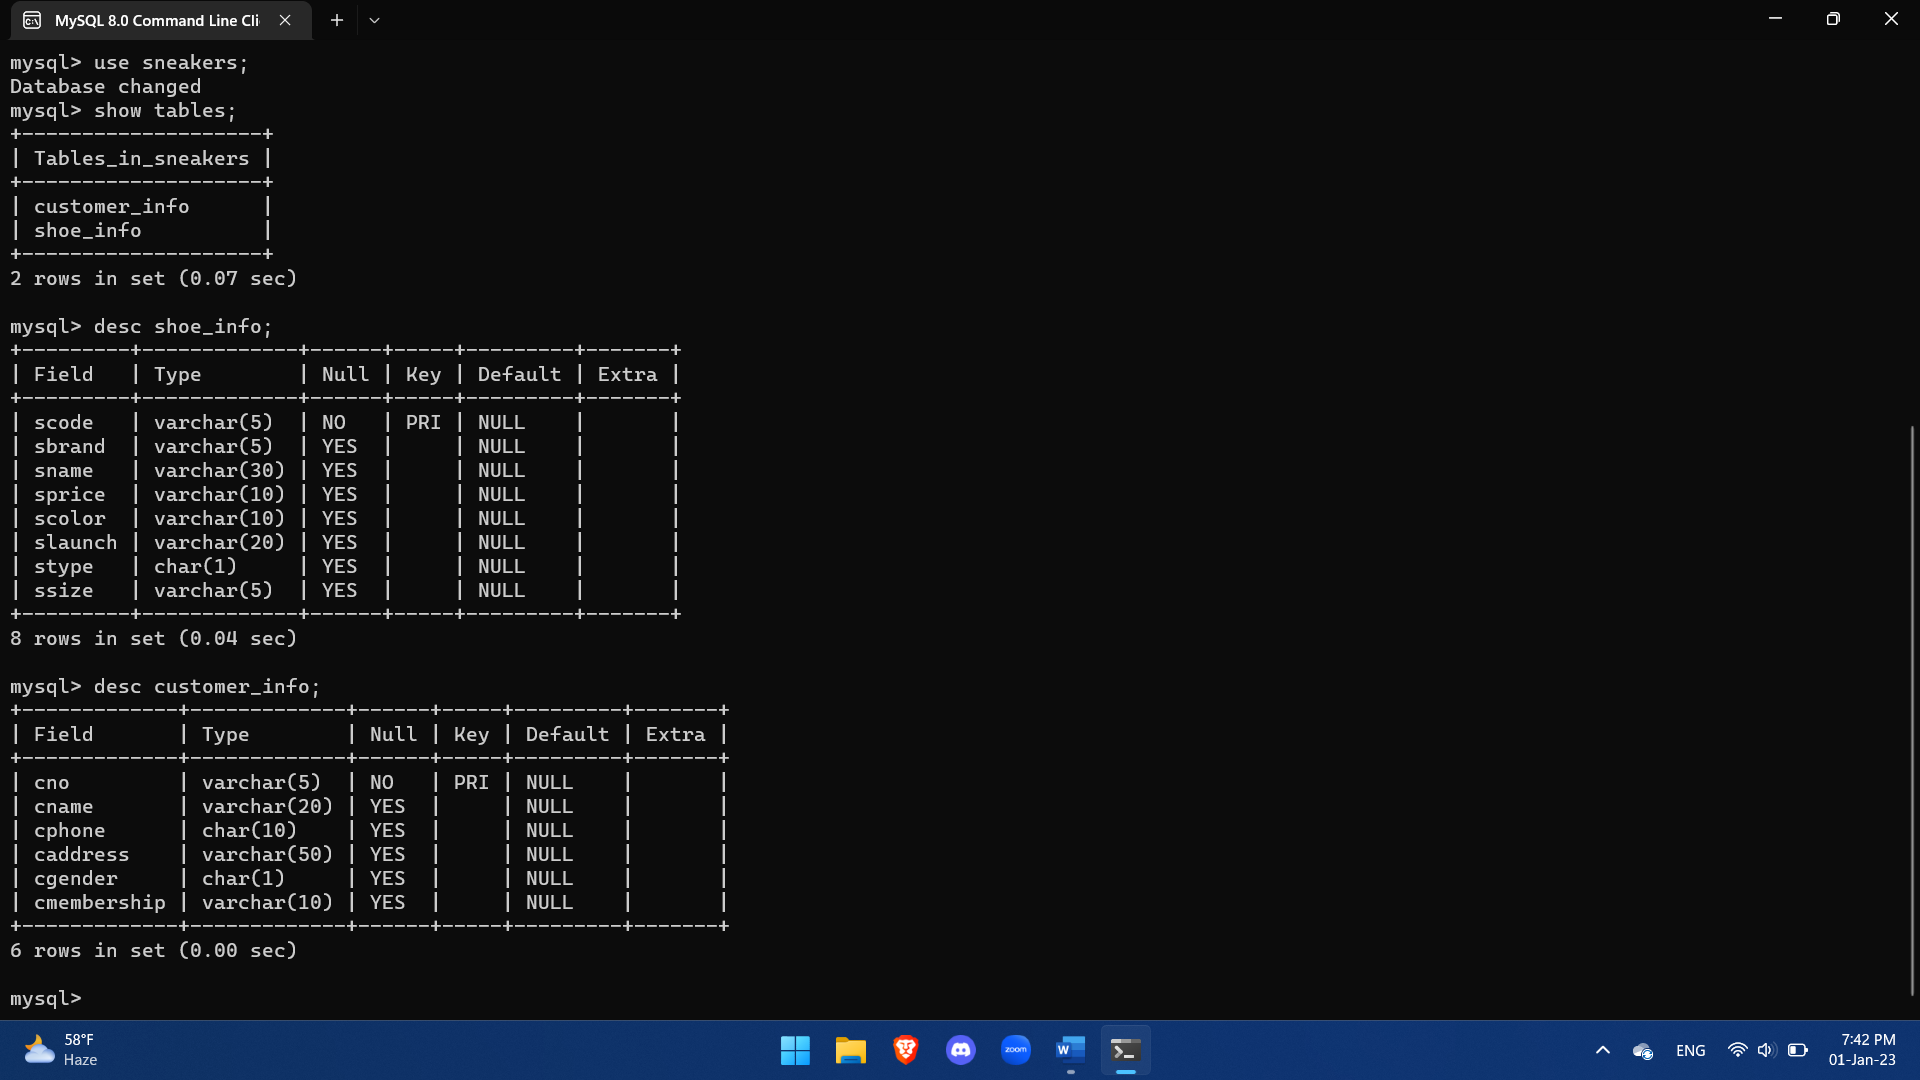 MySQL 8.0 Command Line Cli
mysql> use sneakers;
Database changed
mysql> show tables;
+--------------------+
| Tables_in_sneakers |
+--------------------+
| customer_info      |
| shoe_info          |
+--------------------+
2 rows in set (0.07 sec)
mysql> desc shoe_info;
+---------+-------------+------+-----+---------+-------+
| Field   | Type        | Null | Key | Default | Extra |
+---------+-------------+------+-----+---------+-------+
| scode   | varchar(5)  | NO   | PRI | NULL    |       |
| sbrand  | varchar(5)  | YES  |     | NULL    |       |
| sname   | varchar(30) | YES  |     | NULL    |       |
| sprice  | varchar(10) | YES  |     | NULL    |       |
| scolor  | varchar(10) | YES  |     | NULL    |       |
| slaunch | varchar(20) | YES  |     | NULL    |       |
| stype   | char(1)     | YES  |     | NULL    |       |
| ssize   | varchar(5)  | YES  |     | NULL    |       |
+---------+-------------+------+-----+---------+-------+
8 rows in set (0.04 sec)
mysql> desc customer_info;
+-------------+-------------+------+-----+---------+-------+
| Field       | Type        | Null | Key | Default | Extra |
+-------------+-------------+------+-----+---------+-------+
| cno         | varchar(5)  | NO   | PRI | NULL    |       |
| cname       | varchar(20) | YES  |     | NULL    |       |
| cphone      | char(10)    | YES  |     | NULL    |       |
| caddress    | varchar(50) | YES  |     | NULL    |       |
| cgender     | char(1)     | YES  |     | NULL    |       |
| cmembership | varchar(10) | YES  |     | NULL    |       |
+-------------+-------------+------+-----+---------+-------+
6 rows in set (0.00 sec)
mysql>
58°F
Haze
zoom
W
ENG
7:42 PM
01-Jan-23